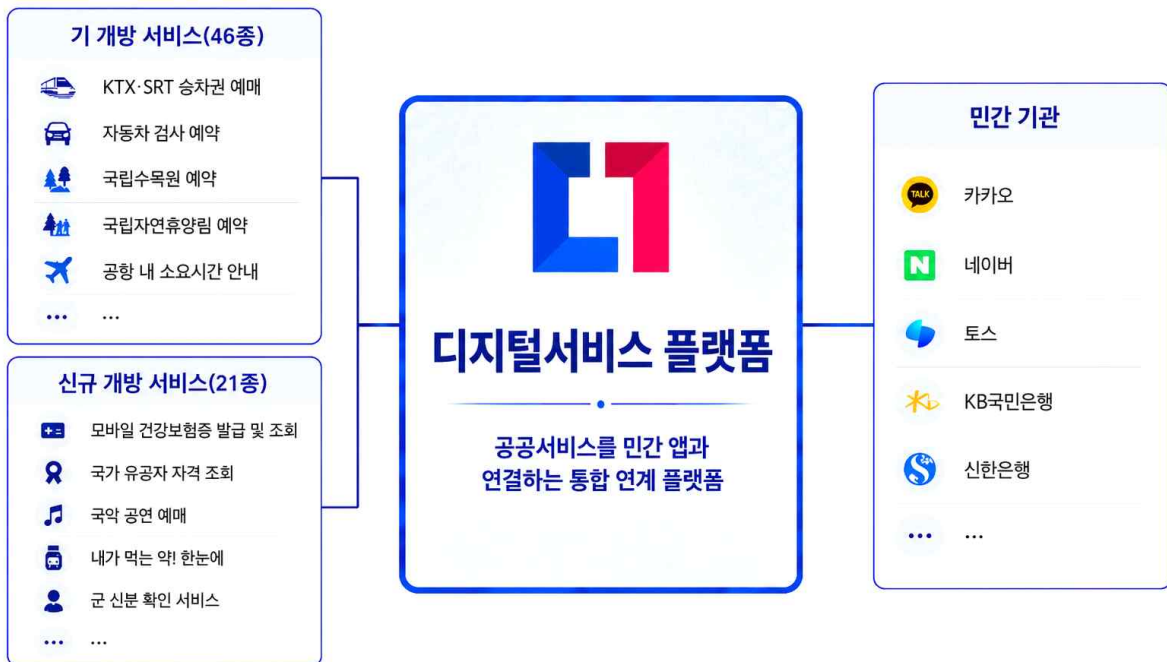 기 개방 서비스(46종)
KTX·SRT 승차권 예매
자동차 검사 예약
국립수목원 예약
국립자연휴양림 예약
공항 내 소요시간 안내
...
신규 개방 서비스(21종)
모바일 건강보험증 발급 및 조회
국가 유공자 자격 조회
국악 공연 예매
내가 먹는 약! 한눈에
군 신분 확인 서비스
...
디지털서비스 플랫폼
공공서비스를 민간 앱과
연결하는 통합 연계 플랫폼
민간 기관
TALK
카카오
N
네이버
토스
KB국민은행
신한은행
...